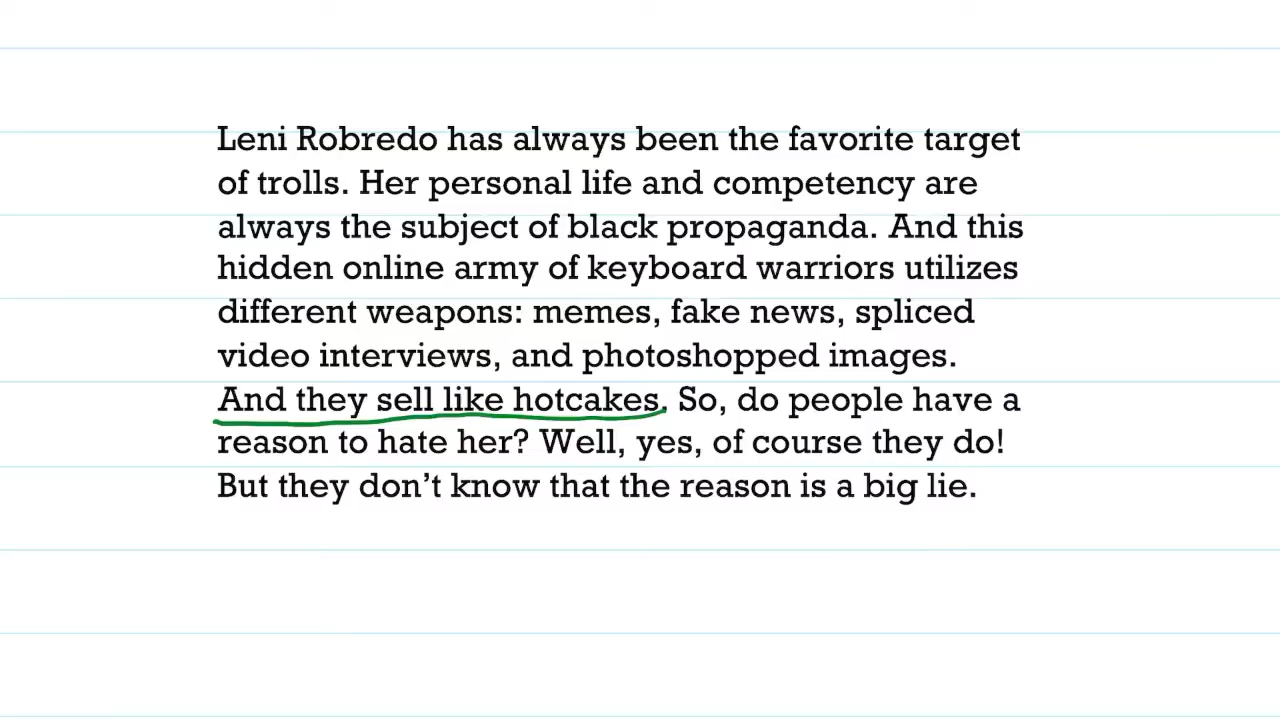 Leni Robredo has always been the favorite target
of trolls. Her personal life and competency are
always the subject of black propaganda. And this
hidden online army of keyboard warriors utilizes
different weapons: memes, fake news, spliced
video interviews, and photoshopped images.
And they sell like hotcakes. So, do people have a
reason to hate her? Well, yes, of course they do!
But they don’t know that the reason is a big lie.